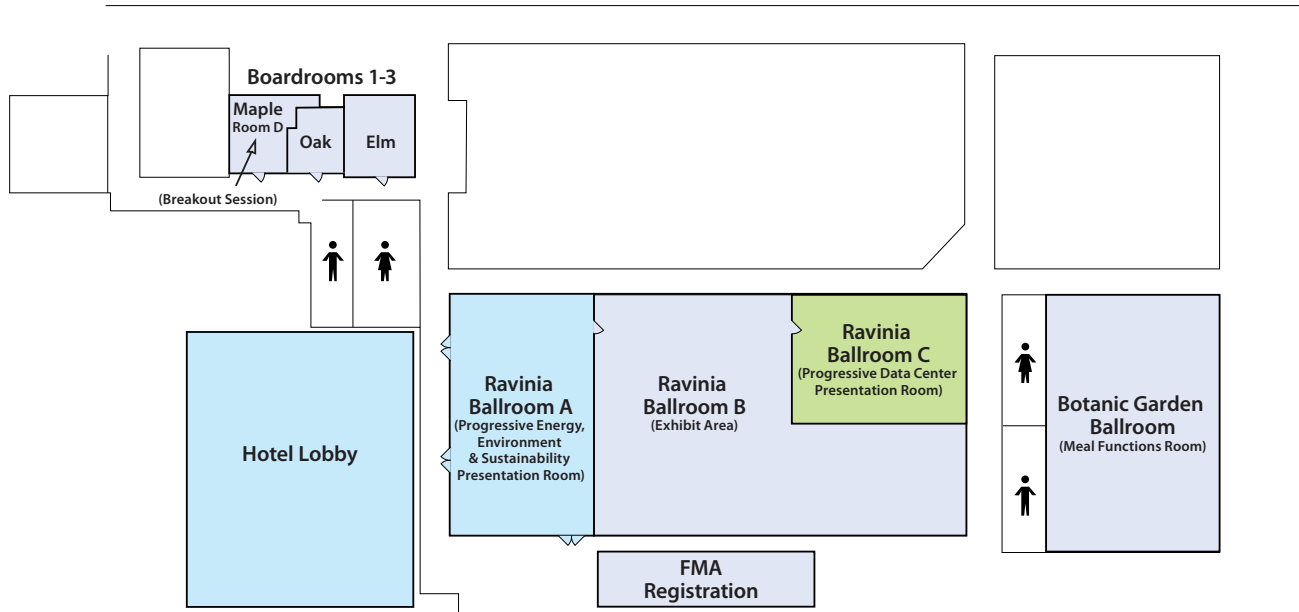 Boardrooms 1-3
Maple
Room D
Oak
Elm
(Breakout Session)
Hotel Lobby
Ravinia
Ballroom A
(Progressive Energy,
Environment
& Sustainability
Presentation Room)
Ravinia
Ballroom B
(Exhibit Area)
Ravinia
Ballroom C
(Progressive Data Center
Presentation Room)
Botanic Garden
Ballroom
(Meal Functions Room)
FMA
Registration